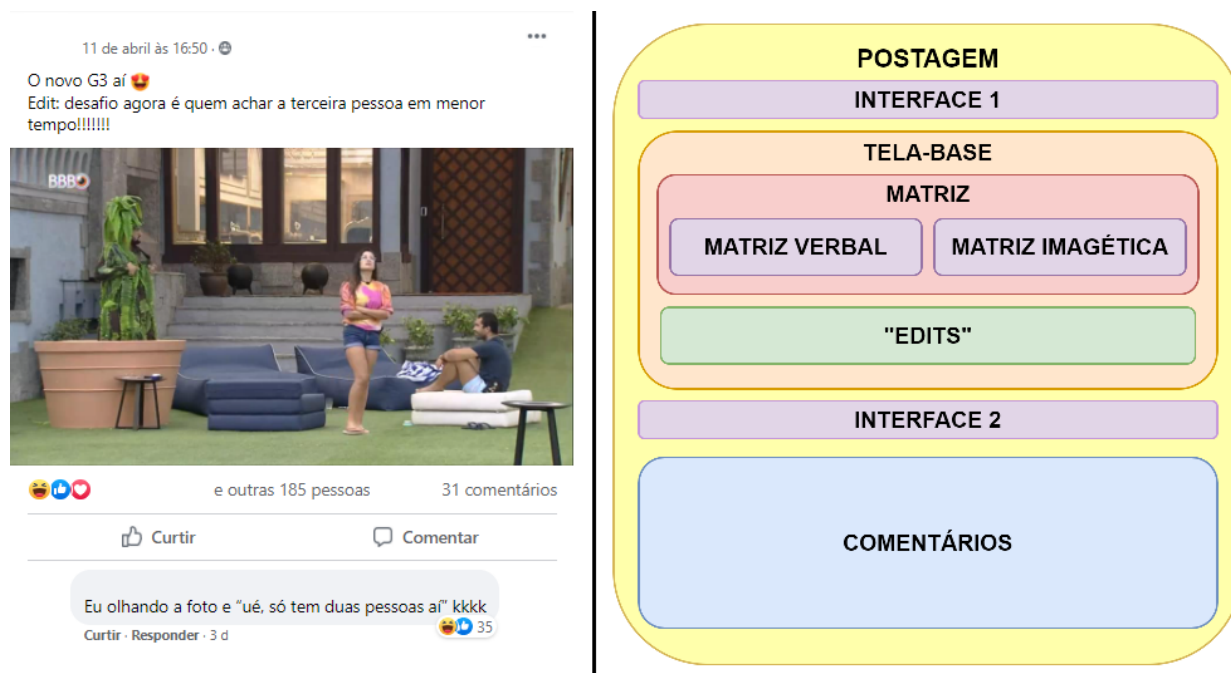 11 de abril às 16:50 ·
O novo G3 aí 😍
Edit: desafio agora é quem achar a terceira pessoa em menor
tempo!!!!!!!
BBB
e outras 185 pessoas
31 comentários
Curtir
Comentar
Eu olhando a foto e “ué, só tem duas pessoas aí” kkkk
35
Curtir · Responder · 3 d
POSTAGEM
INTERFACE 1
TELA-BASE
MATRIZ
MATRIZ VERBAL
MATRIZ IMAGÉTICA
"EDITS"
INTERFACE 2
COMENTÁRIOS